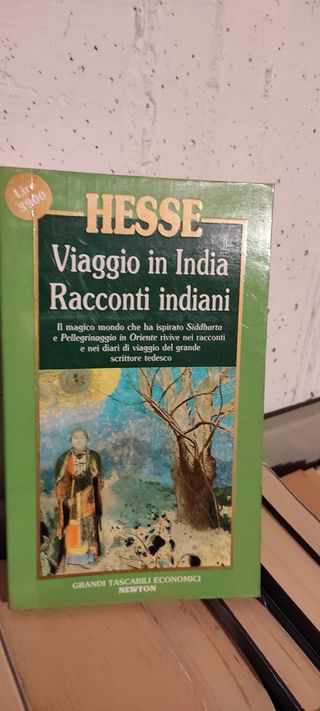 Lire
3900
HESSE
Viaggio in India
Racconti indiani
Il magico mondo che ha ispirato Siddharta
e Pellegrinaggio in Oriente rivive nei racconti
e nei diari di viaggio del grande
scrittore tedesco
GRANDI TASCABILI ECONOMICI
NEWTON